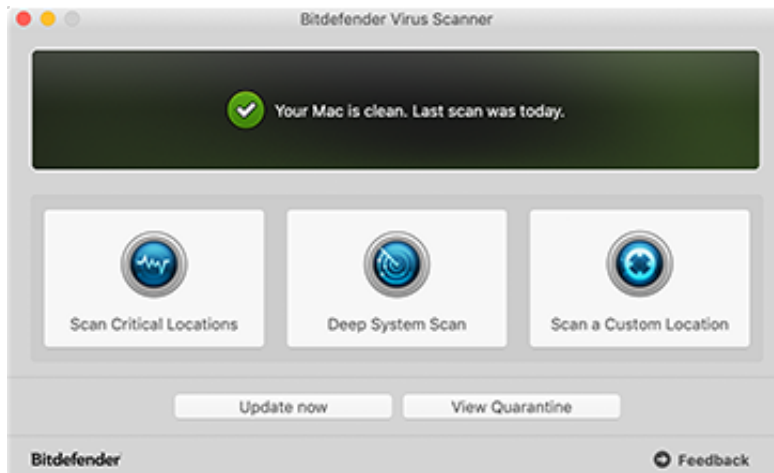 Bitdefender Virus Scanner
Your Mac is clean. Last scan was today.
Scan Critical Locations
Deep System Scan
Scan a Custom Location
Update now
View Quarantine
Bitdefender
Feedback